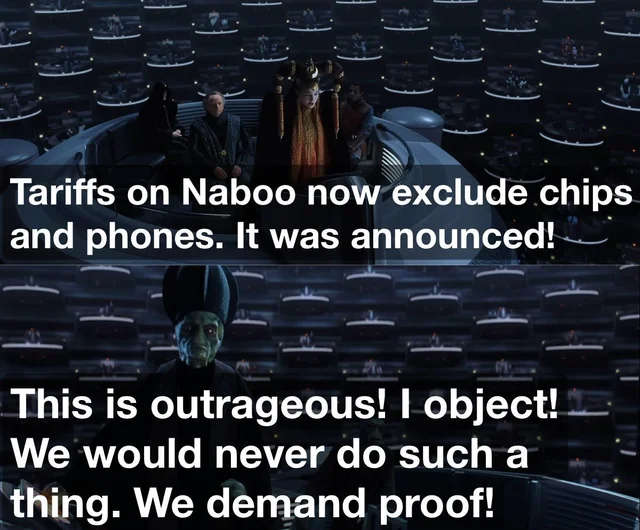 Tariffs on Naboo now exclude chips
and phones. It was announced!
This is outrageous! I object!
We would never do such a
thing. We demand proof!